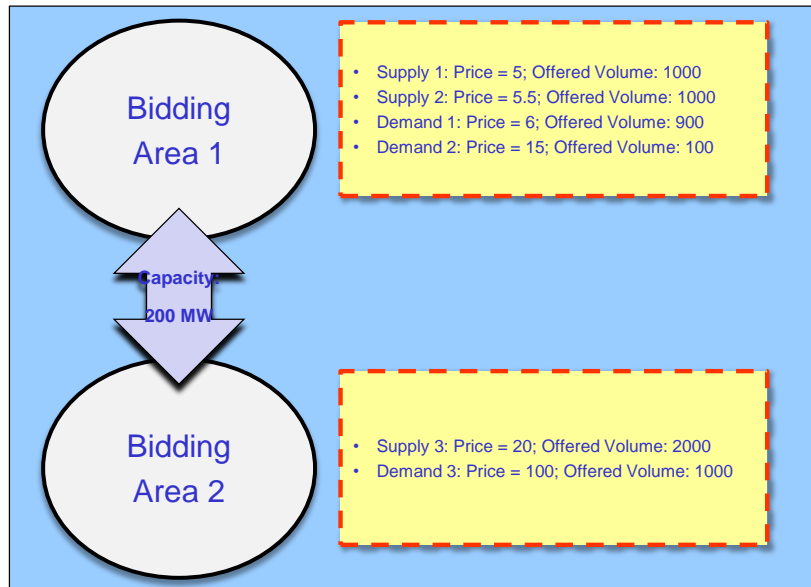 Bidding
Area 1
• Supply 1: Price = 5; Offered Volume: 1000
• Supply 2: Price = 5.5; Offered Volume: 1000
• Demand 1: Price = 6; Offered Volume: 900
• Demand 2: Price = 15; Offered Volume: 100
Capacity:
200 MW
Bidding
Area 2
• Supply 3: Price = 20; Offered Volume: 2000
• Demand 3: Price = 100; Offered Volume: 1000